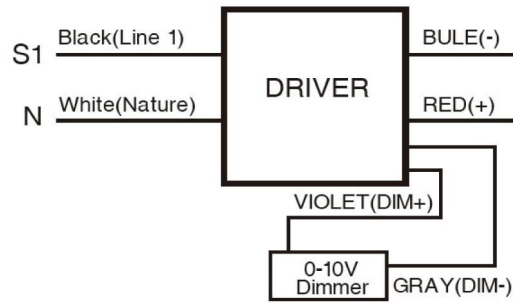 S1
Black(Line 1)
BULE(-)
DRIVER
N
White(Nature)
RED(+)
VIOLET(DIM+)
0-10V
Dimmer
GRAY(DIM-)